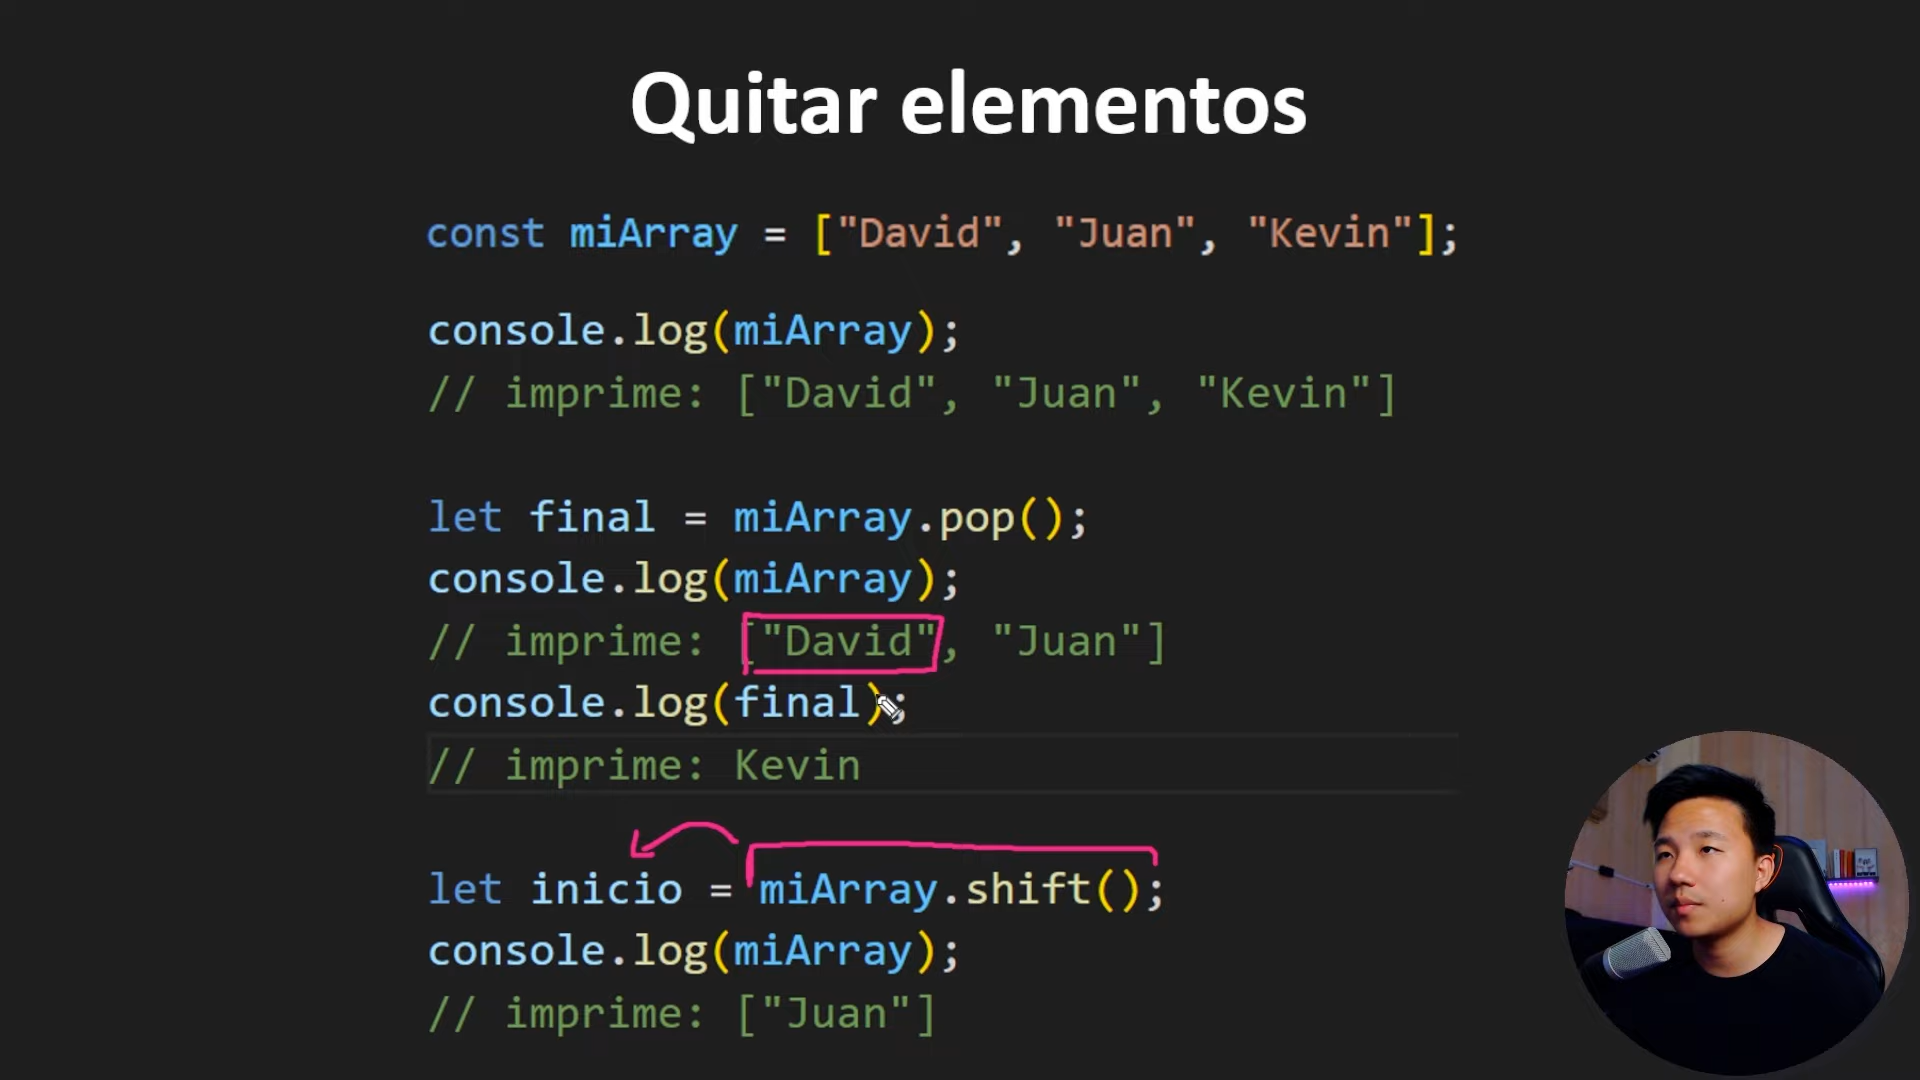 Quitar elementos
const miArray = ["David", "Juan", "Kevin"];
console.log(miArray);
// imprime: ["David", "Juan", "Kevin"]
let final = miArray.pop();
console.log(miArray);
// imprime: ["David", "Juan"]
console.log(final);
// imprime: Kevin
let inicio = miArray.shift();
console.log(miArray);
// imprime: ["Juan"]